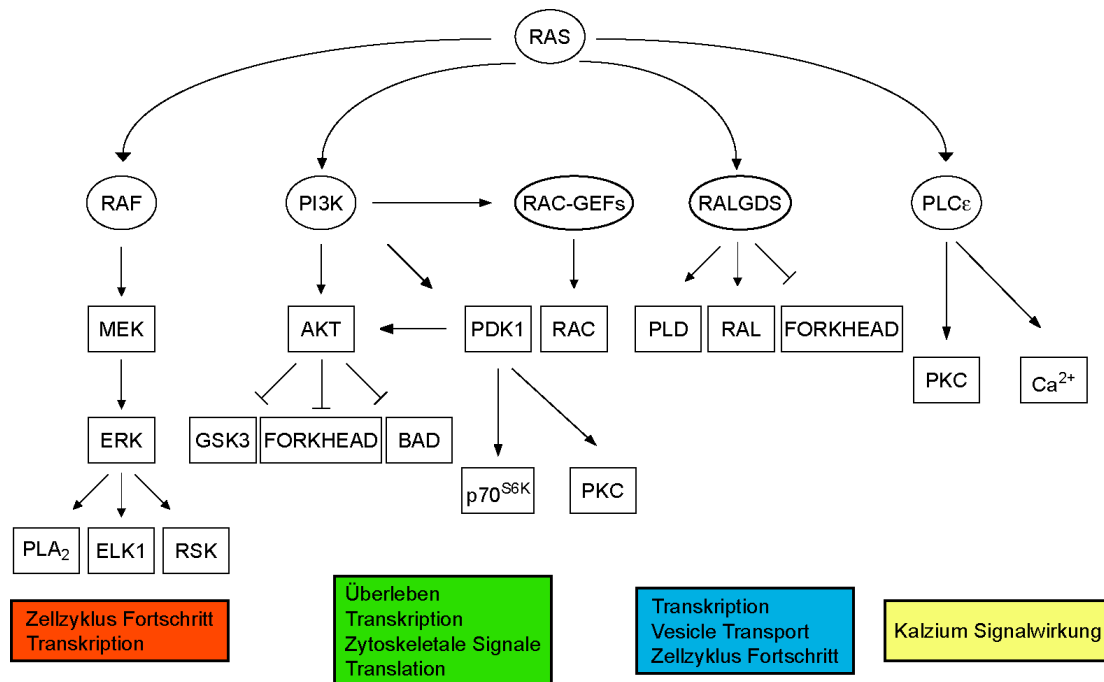 RAS
RAF
PI3K
RAC-GEFs
RALGDS
PLCε
MEK
AKT
PDK1
RAC
PLD
RAL
FORKHEAD
PKC
Ca²⁺
ERK
GSK3
FORKHEAD
BAD
p70ˢ⁶ᴷ
PKC
PLA₂
ELK1
RSK
Zellzyklus Fortschritt
Transkription
Überleben
Transkription
Zytoskeletale Signale
Translation
Transkription
Vesicle Transport
Zellzyklus Fortschritt
Kalzium Signalwirkung